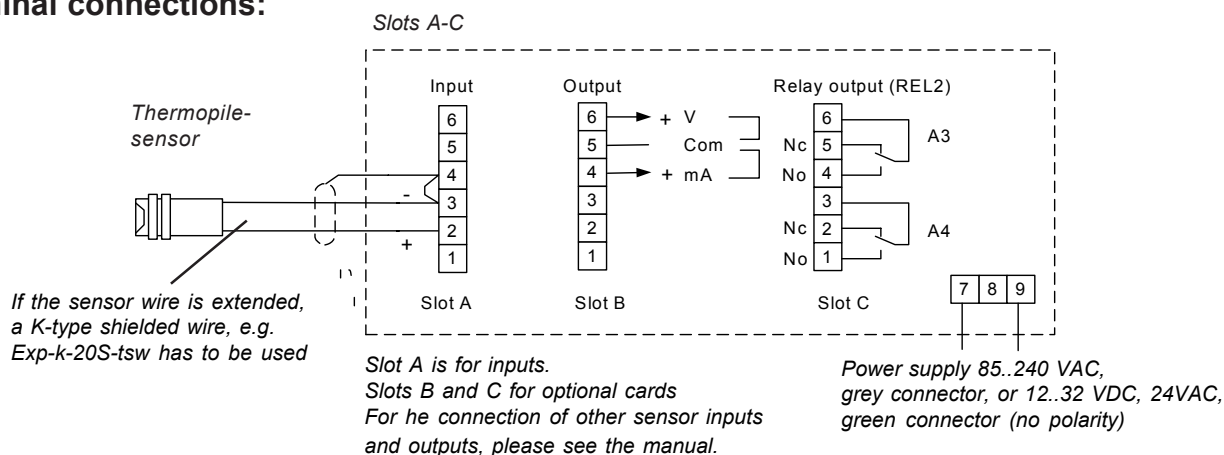 minal connections:
Slots A-C
Input
Output
Relay output (REL2)
Thermopile-
sensor
6
5
4
3
2
1
-
+
6
5
4
3
2
1
+ V
Com
+ mA
6
5
4
3
2
1
Nc
No
Nc
No
A3
A4
7 8 9
Slot A
Slot B
Slot C
If the sensor wire is extended,
a K-type shielded wire, e.g.
Exp-k-20S-tsw has to be used
Slot A is for inputs.
Slots B and C for optional cards
For he connection of other sensor inputs
and outputs, please see the manual.
Power supply 85..240 VAC,
grey connector, or 12..32 VDC, 24VAC,
green connector (no polarity)